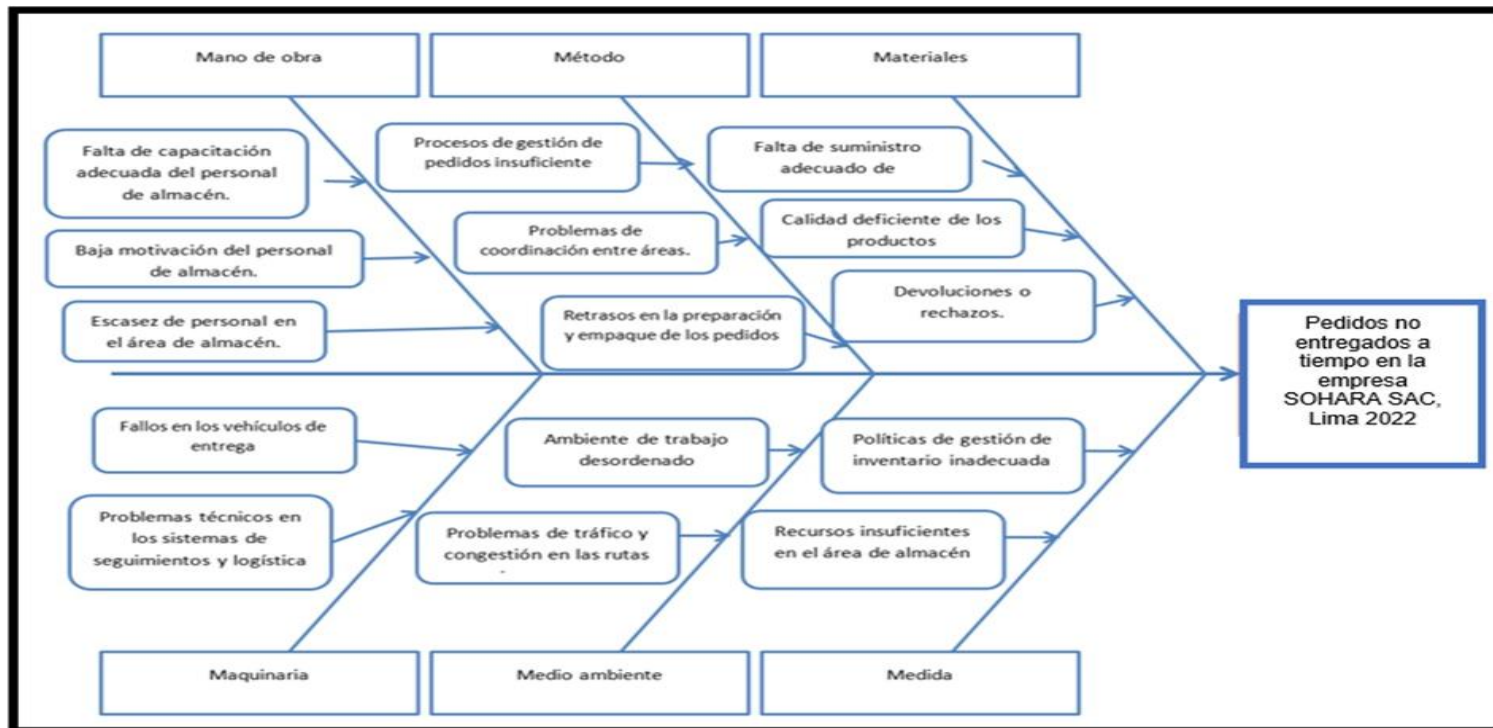 Mano de obra
Método
Materiales
Falta de capacitación
adecuada del personal
de almacén.
Baja motivación del personal
de almacén.
Escasez de personal en
el área de almacén.
Procesos de gestión de
pedidos insuficiente
Problemas de
coordinación entre áreas.
Retrasos en la preparación
y empaque de los pedidos
Falta de suministro
adecuado de
Calidad deficiente de los
productos
Devoluciones o
rechazos.
Pedidos no
entregados a
tiempo en la
empresa
SOHARA SAC,
Lima 2022
Fallos en los vehículos de
entrega
Problemas técnicos en
los sistemas de
seguimientos y logística
Ambiente de trabajo
desordenado
Problemas de tráfico y
congestión en las rutas
Políticas de gestión de
inventario inadecuada
Recursos insuficientes
en el área de almacén
Maquinaria
Medio ambiente
Medida